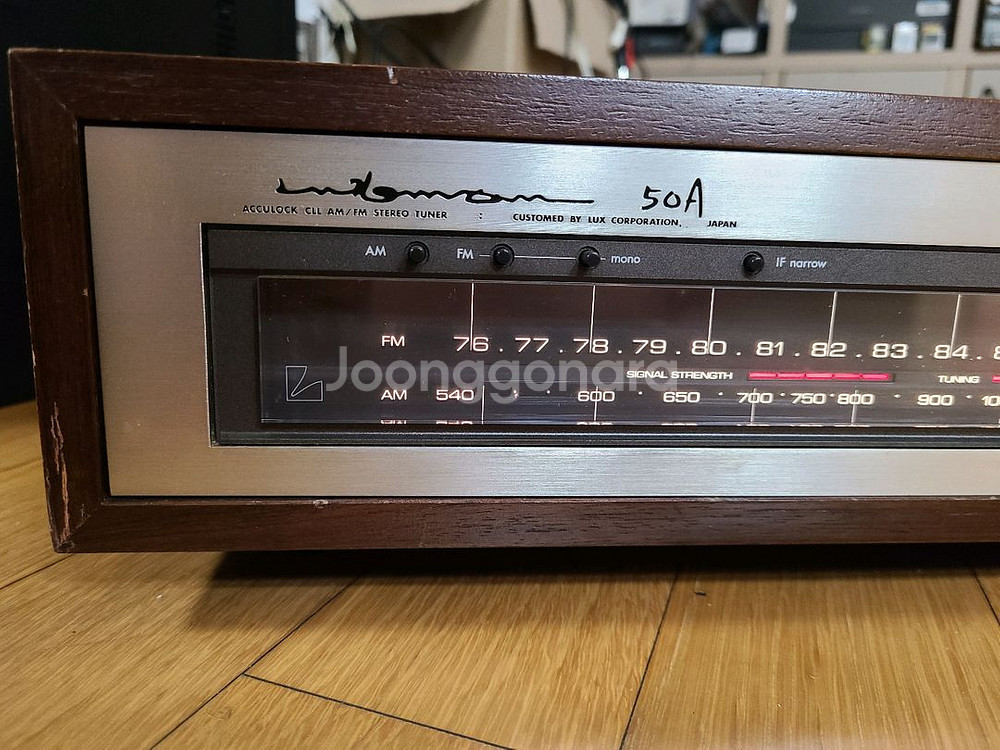 luxman 50A
ACCULOCK CLL AM/FM STEREO TUNER : CUSTOMED BY LUX CORPORATION, JAPAN
AM FM mono IF narrow
FM 76 . 77 . 78 . 79 . 80 . 81 . 82 . 83 . 84 .
SIGNAL STRENGTH TUNING
Joonggonara
AM 540 600 650 700 750 800 900